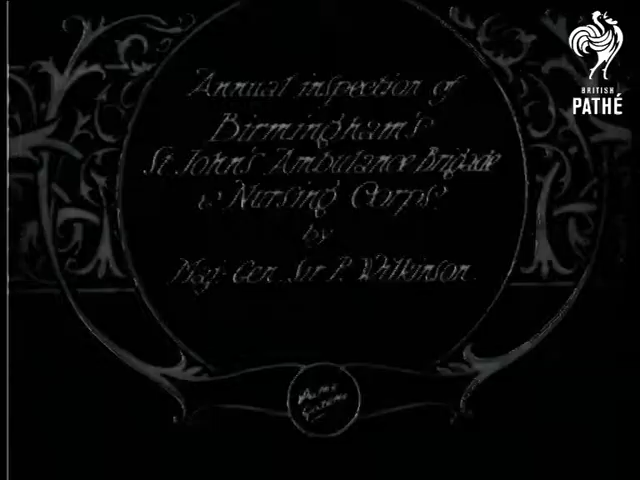 Annual inspection of
Birmingham's
St John's Ambulance Brigade
& Nursing Corps.
by
Maj. Gen. Sir P. Wilkinson.
BRITISH
PATHÉ